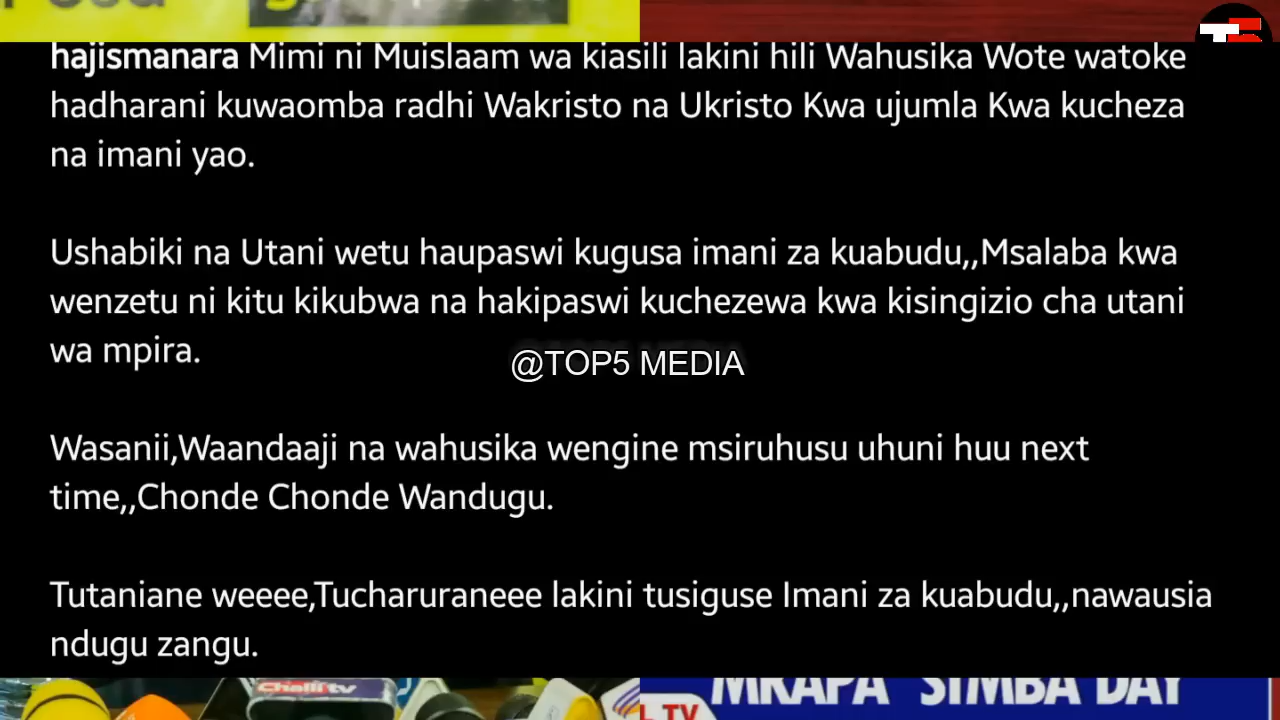 hajismanara Mimi ni Muislaam wa kiasili lakini hili Wahusika Wote watoke
hadharani kuwaomba radhi Wakristo na Ukristo Kwa ujumla Kwa kucheza
na imani yao.
Ushabiki na Utani wetu haupaswi kugusa imani za kuabudu,,Msalaba kwa
wenzetu ni kitu kikubwa na hakipaswi kuchezewa kwa kisingizio cha utani
wa mpira.
@TOP5 MEDIA
Wasanii,Waandaaji na wahusika wengine msiruhusu uhuni huu next
time,,Chonde Chonde Wandugu.
Tutaniane weeee,Tucharuraneee lakini tusiguse Imani za kuabudu,,nawausia
ndugu zangu.
Challi tv
MKAPA SIMBA DAY
L TV